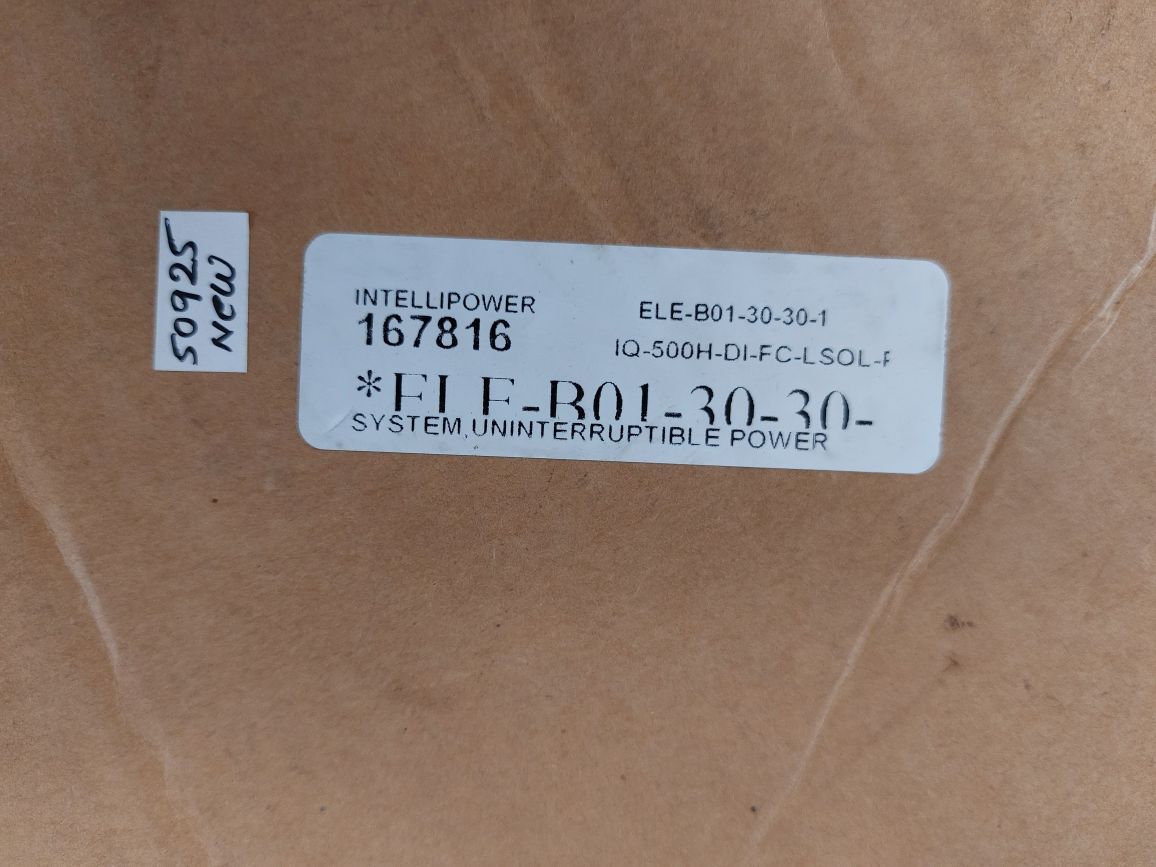 50925
New
INTELLIPOWER
167816
ELE-B01-30-30-1
IQ-500H-DI-FC-LSOL-F
*ELE-B01-30-30-
SYSTEM,UNINTERRUPTIBLE POWER